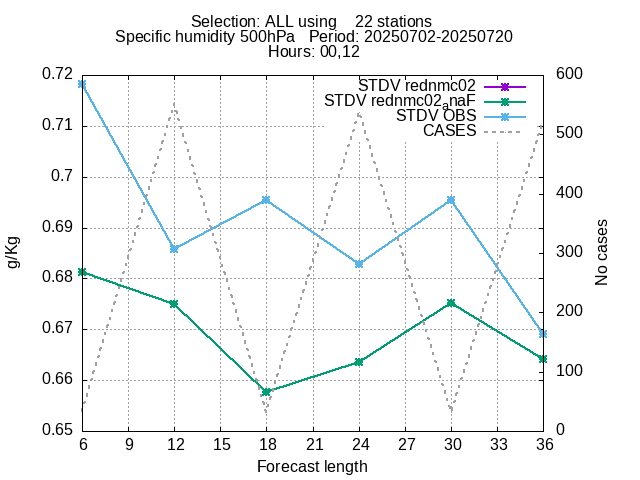 Selection: ALL using    22 stations
Specific humidity 500hPa   Period: 20250702-20250720
Hours: 00,12
STDV rednmc02
STDV rednmc02anaF
STDV OBS
CASES
0.72
0.71
0.7
0.69
0.68
0.67
0.66
0.65
600
500
400
300
200
100
0
g/Kg
No cases
6 9 12 15 18 21 24 27 30 33 36
Forecast length